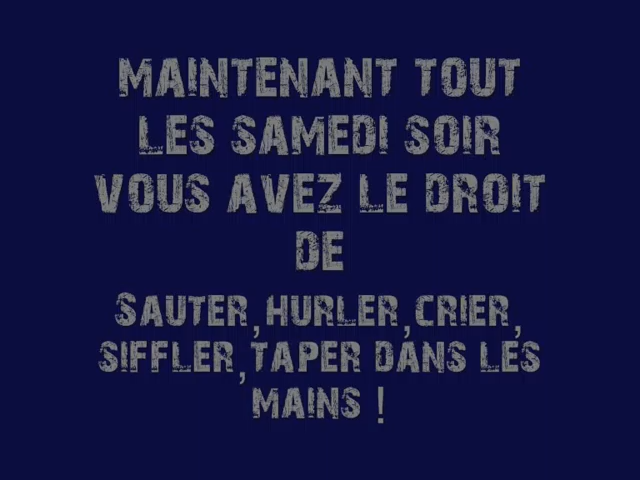 MAINTENANT TOUT
LES SAMEDI SOIR
VOUS AVEZ LE DROIT
DE
SAUTER,HURLER,CRIER,
SIFFLER,TAPER DANS LES
MAINS !